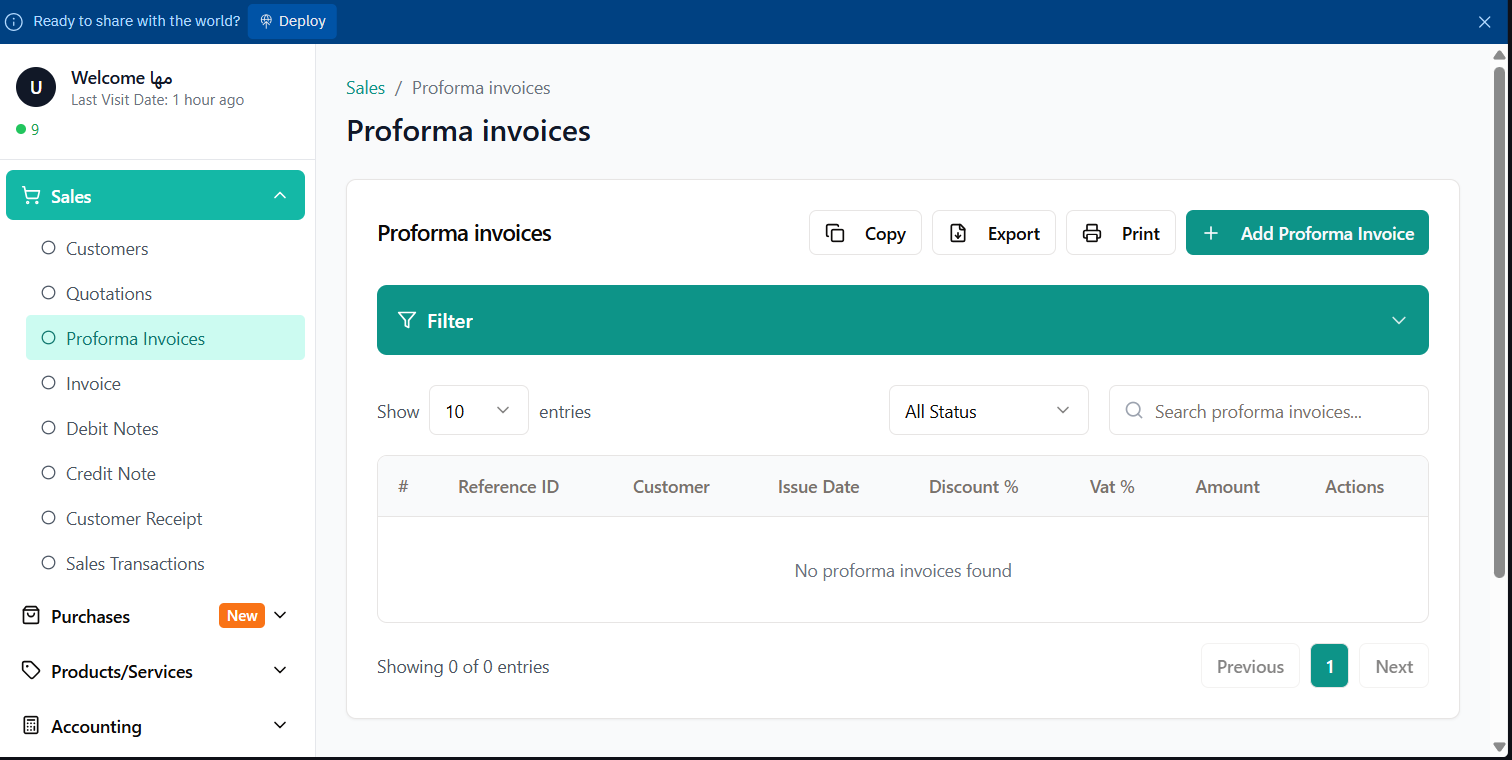 Ready to share with the world? Deploy
U
Welcome مها
Last Visit Date: 1 hour ago
9
Sales
Customers
Quotations
Proforma Invoices
Invoice
Debit Notes
Credit Note
Customer Receipt
Sales Transactions
Purchases New
Products/Services
Accounting
Sales / Proforma invoices
Proforma invoices
Proforma invoices Copy Export Print + Add Proforma Invoice
Filter
Show 10 entries All Status Search proforma invoices...
# Reference ID Customer Issue Date Discount % Vat % Amount Actions
No proforma invoices found
Showing 0 of 0 entries Previous 1 Next